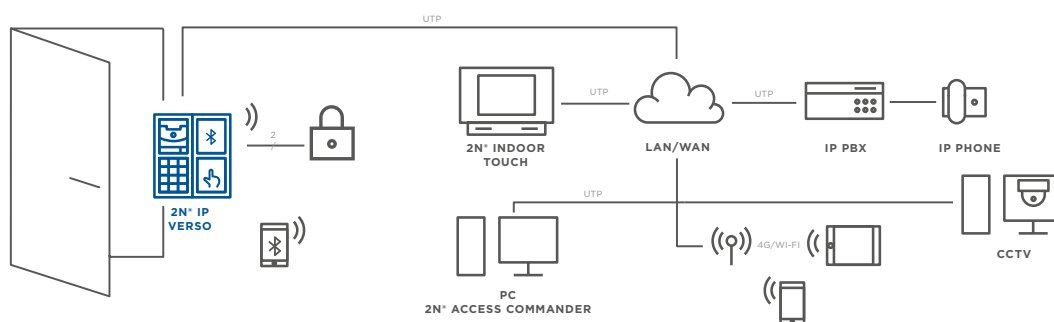 UTP
UTP
UTP
2
2N® INDOOR
TOUCH
LAN/WAN
IP PBX
IP PHONE
UTP
2N® IP
VERSO
4G/WI-FI
CCTV
PC
2N® ACCESS COMMANDER